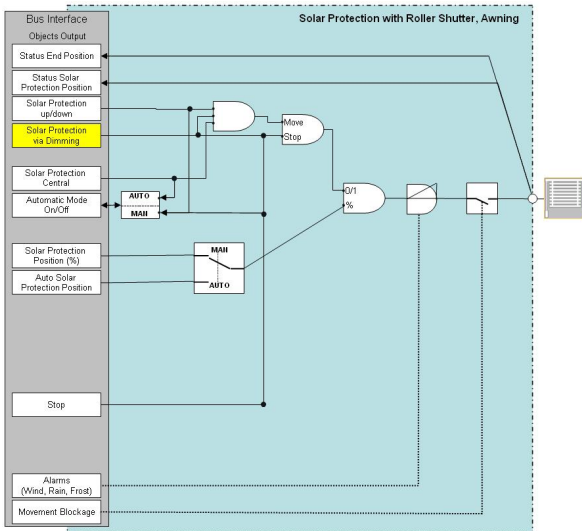 Bus Interface
Solar Protection with Roller Shutter, Awning
Objects Output
Status End Position
Status Solar
Protection Position
Solar Protection
up/down
Solar Protection
via Dimming
Move
Stop
Solar Protection
Central
Automatic Mode
On/Off
AUTO
MAN
0/1
%
Solar Protection
Position (%)
Auto Solar
Protection Position
MAN
AUTO
Stop
Alarms
(Wind, Rain, Frost)
Movement Blockage